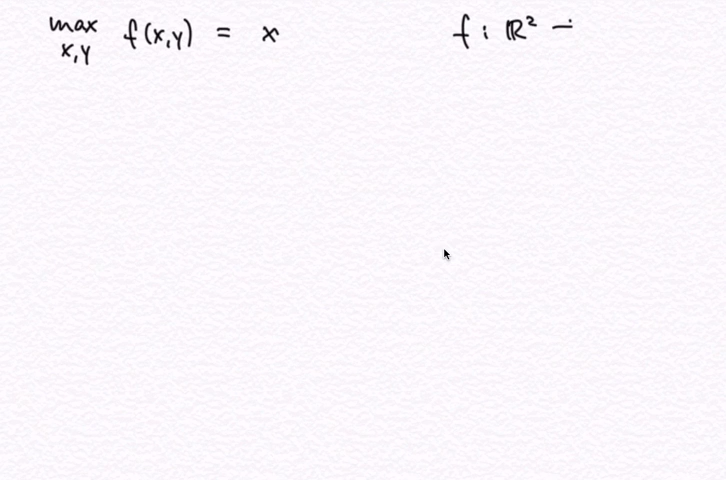 max f(x,y) = x f : ℝ² –
x,y